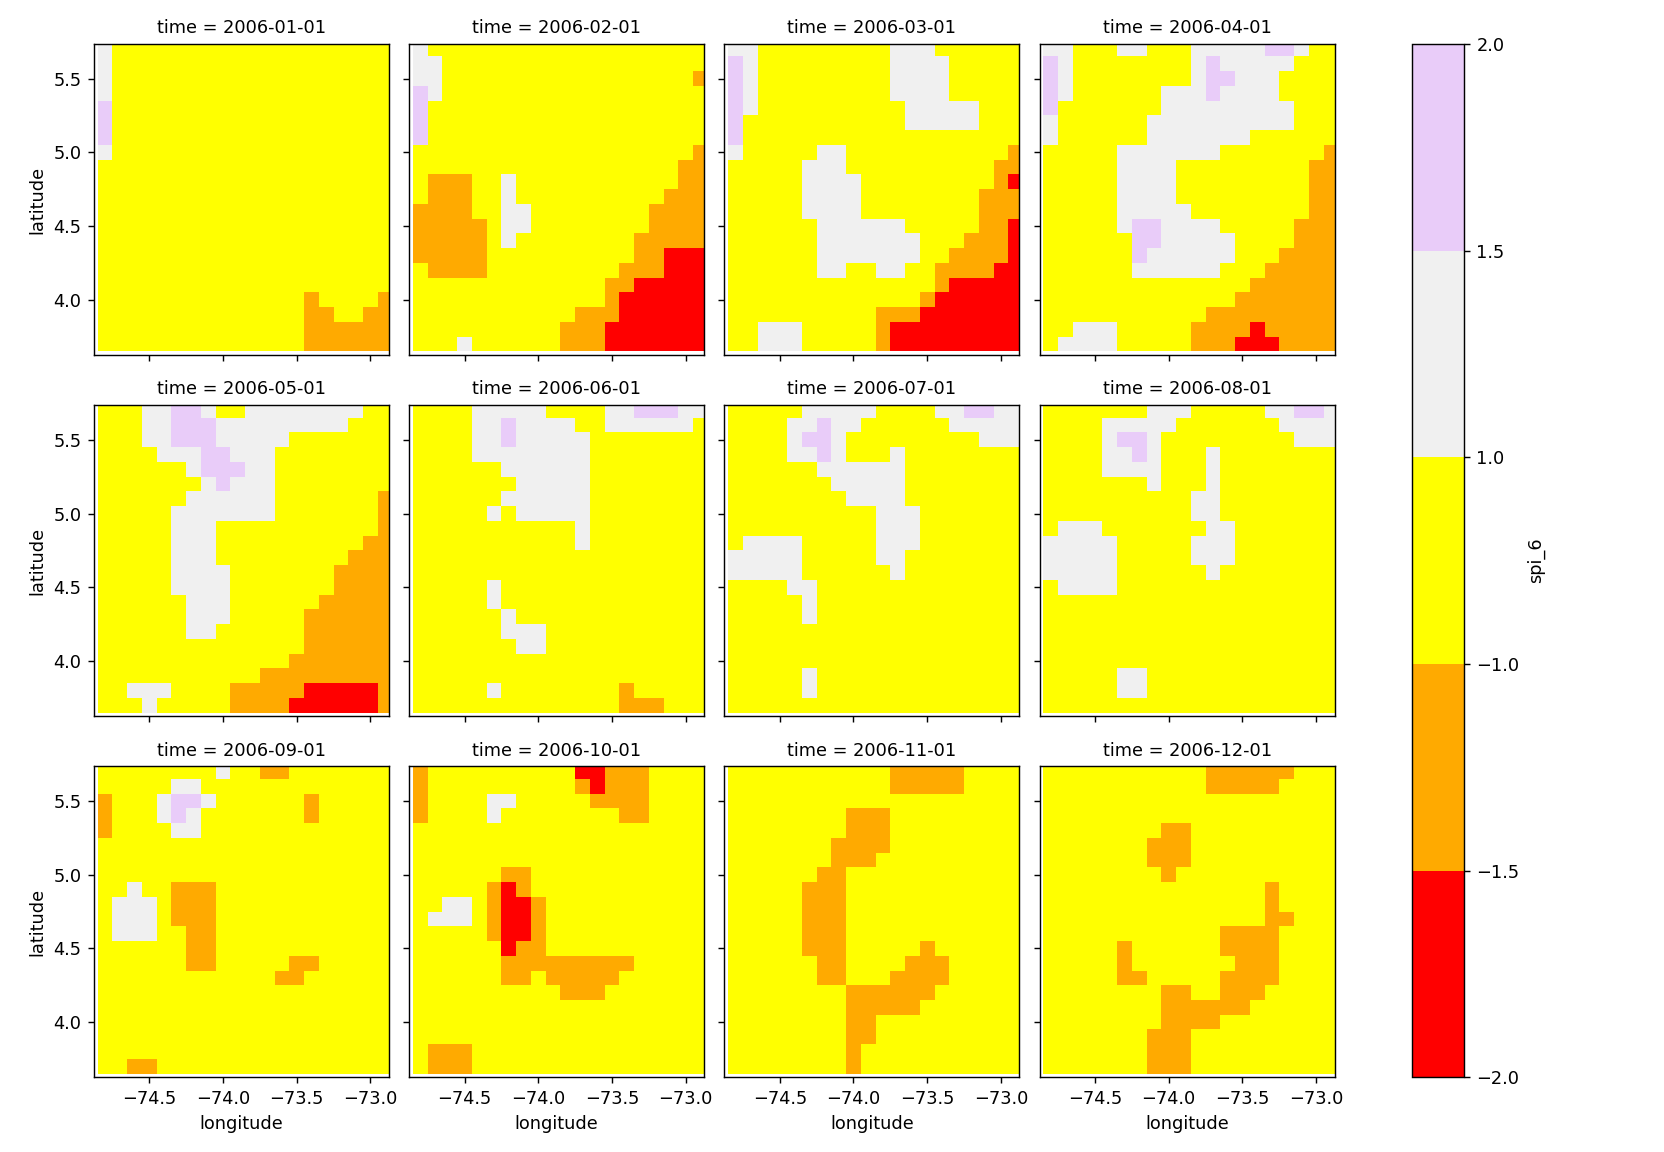 time = 2006-01-01
time = 2006-02-01
time = 2006-03-01
time = 2006-04-01
latitude
5.5
5.0
4.5
4.0
time = 2006-05-01
time = 2006-06-01
time = 2006-07-01
time = 2006-08-01
latitude
5.5
5.0
4.5
4.0
time = 2006-09-01
time = 2006-10-01
time = 2006-11-01
time = 2006-12-01
latitude
5.5
5.0
4.5
4.0
−74.5 −74.0 −73.5 −73.0
longitude
−74.5 −74.0 −73.5 −73.0
longitude
−74.5 −74.0 −73.5 −73.0
longitude
−74.5 −74.0 −73.5 −73.0
longitude
2.0
1.5
1.0
−1.0
−1.5
−2.0
spi_6